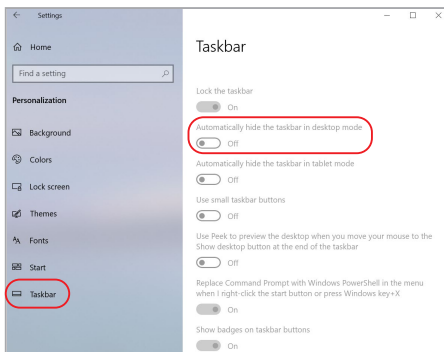 Settings
Home
Find a setting
Personalization
Background
Colors
Lock screen
Themes
Fonts
Start
Taskbar
Taskbar
Lock the taskbar
On
Automatically hide the taskbar in desktop mode
Off
Automatically hide the taskbar in tablet mode
Off
Use small taskbar buttons
Off
Use Peek to preview the desktop when you move your mouse to the
Show desktop button at the end of the taskbar
Off
Replace Command Prompt with Windows PowerShell in the menu
when I right-click the start button or press Windows key+X
On
Show badges on taskbar buttons
On